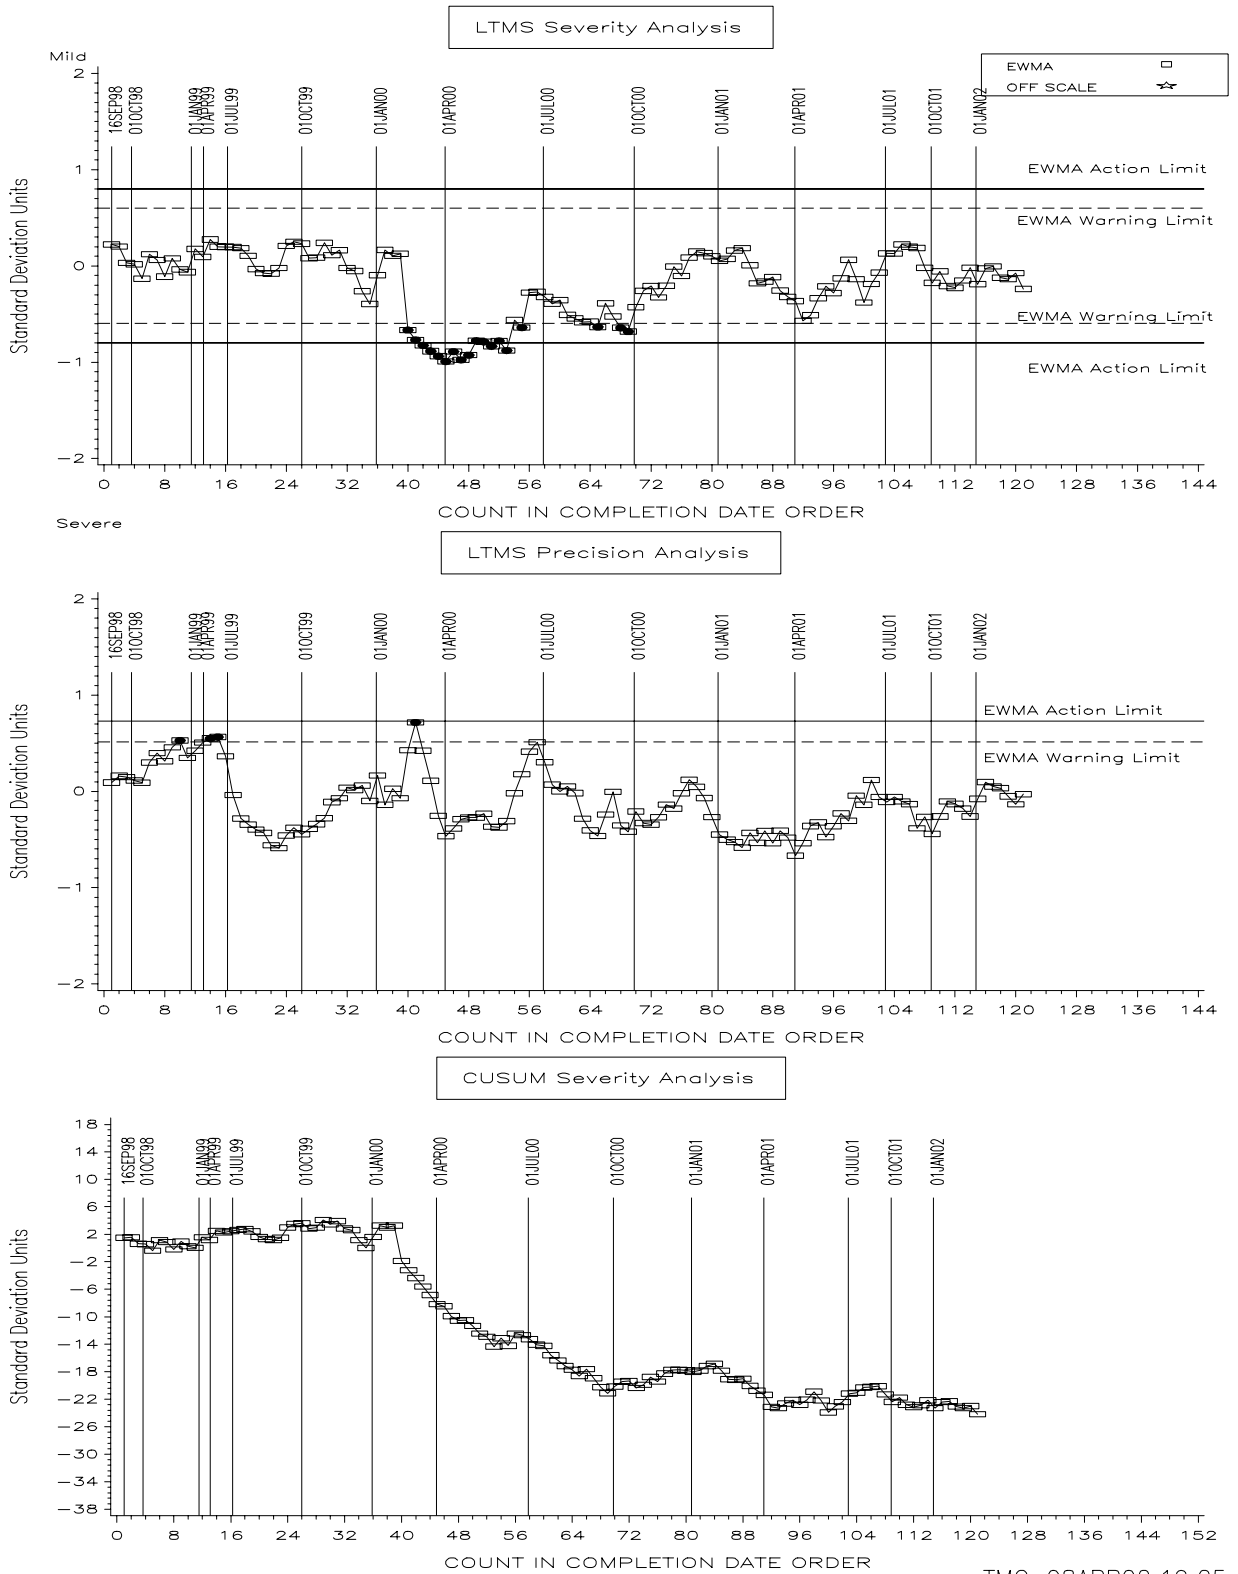 LTMS Severity Analysis
Mild
EWMA
OFF SCALE
2
1
0
−1
−2
Standard Deviation Units
16SEP98
01OCT98
01JAN99
01APR99
01JUL99
01OCT99
01JAN00
01APR00
01JUL00
01OCT00
01JAN01
01APR01
01JUL01
01OCT01
01JAN02
EWMA Action Limit
EWMA Warning Limit
EWMA Warning Limit
EWMA Action Limit
0 8 16 24 32 40 48 56 64 72 80 88 96 104 112 120 128 136 144
COUNT IN COMPLETION DATE ORDER
Severe
LTMS Precision Analysis
2
1
0
−1
−2
Standard Deviation Units
16SEP98
01OCT98
01JAN99
01APR99
01JUL99
01OCT99
01JAN00
01APR00
01JUL00
01OCT00
01JAN01
01APR01
01JUL01
01OCT01
01JAN02
EWMA Action Limit
EWMA Warning Limit
0 8 16 24 32 40 48 56 64 72 80 88 96 104 112 120 128 136 144
COUNT IN COMPLETION DATE ORDER
CUSUM Severity Analysis
18
14
10
6
2
−2
−6
−10
−14
−18
−22
−26
−30
−34
−38
Standard Deviation Units
16SEP98
01OCT98
01JAN99
01APR99
01JUL99
01OCT99
01JAN00
01APR00
01JUL00
01OCT00
01JAN01
01APR01
01JUL01
01OCT01
01JAN02
0 8 16 24 32 40 48 56 64 72 80 88 96 104 112 120 128 136 144 152
COUNT IN COMPLETION DATE ORDER